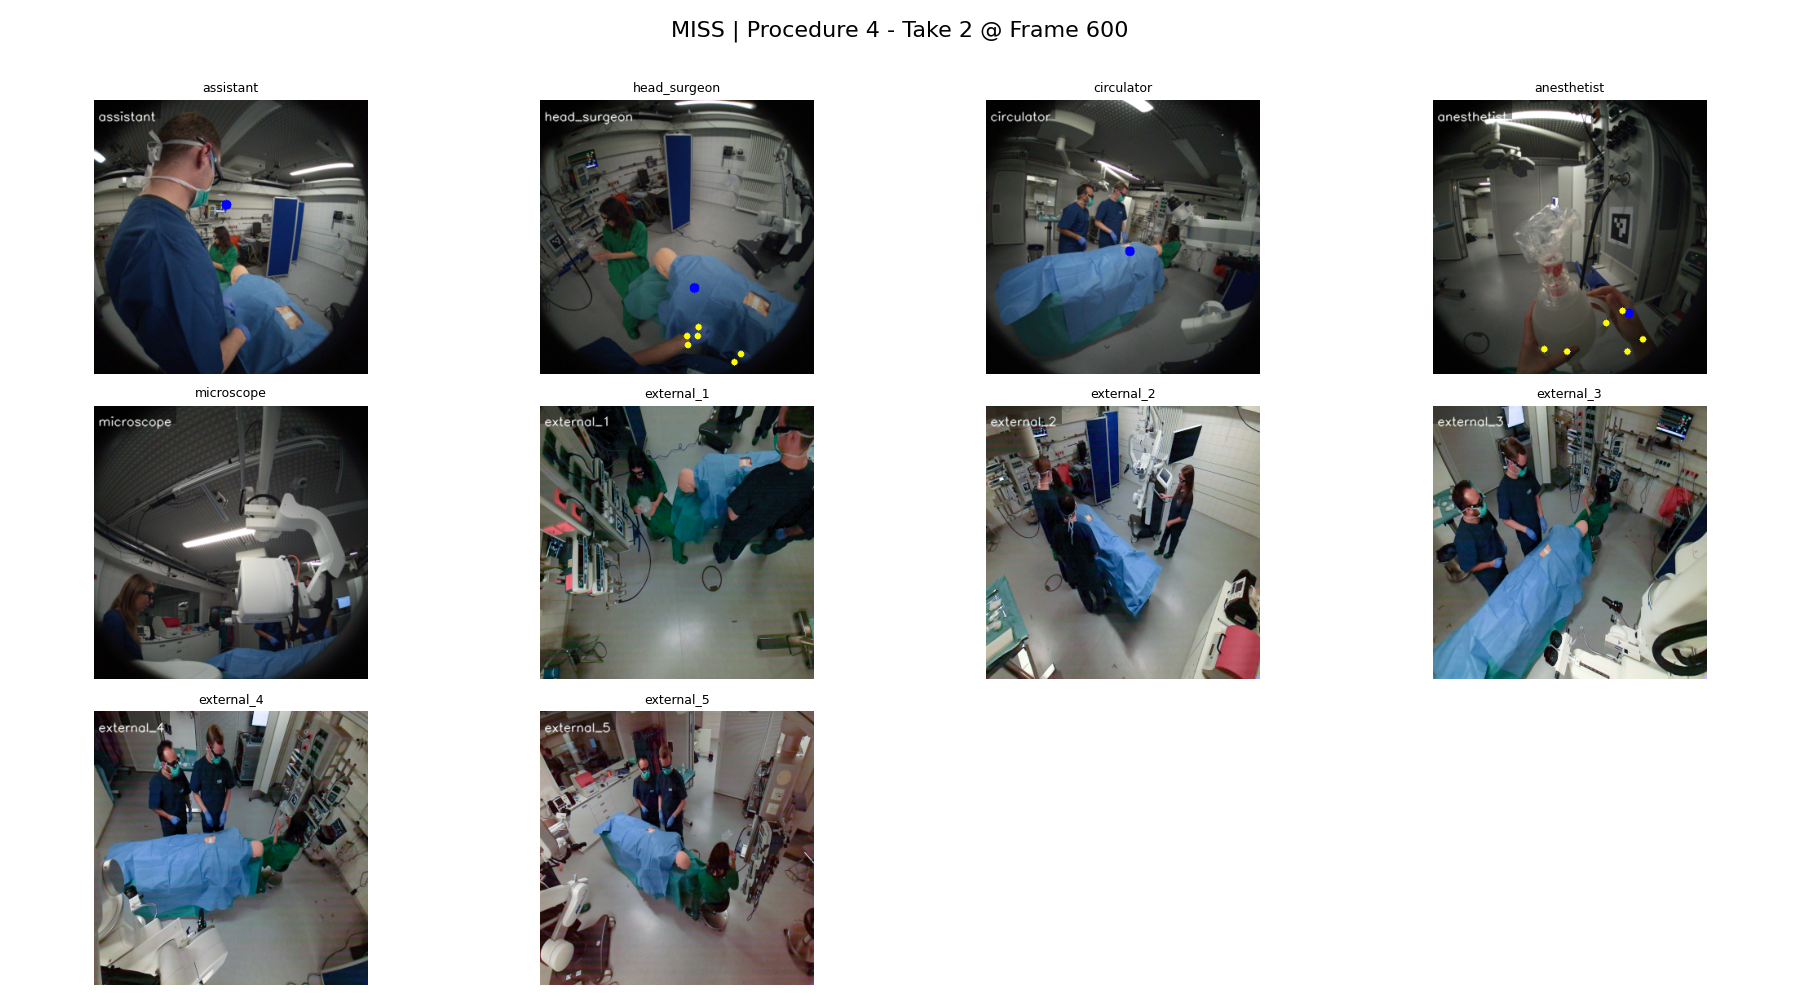 MISS | Procedure 4 - Take 2 @ Frame 600
assistant
head_surgeon
circulator
anesthetist
assistant
head_surgeon
circulator
anesthetist
microscope
external_1
external_2
external_3
microscope
external_1
external_2
external_3
external_4
external_5
external_4
external_5